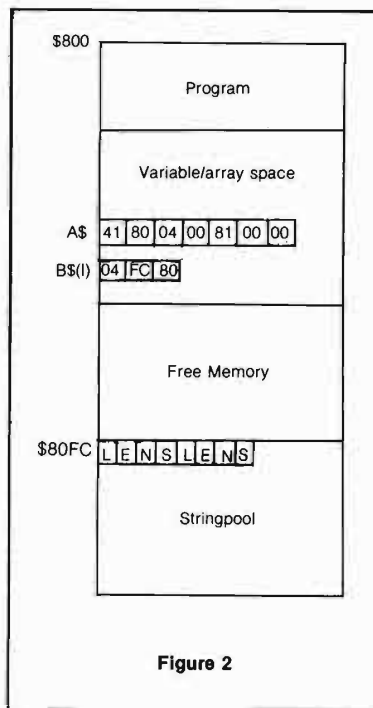 $800
Program
Variable/array space
A$ 41 80 04 00 81 00 00
B$(I) 04 FC 80
Free Memory
$80FC L E N S L E N S
Stringpool
Figure 2